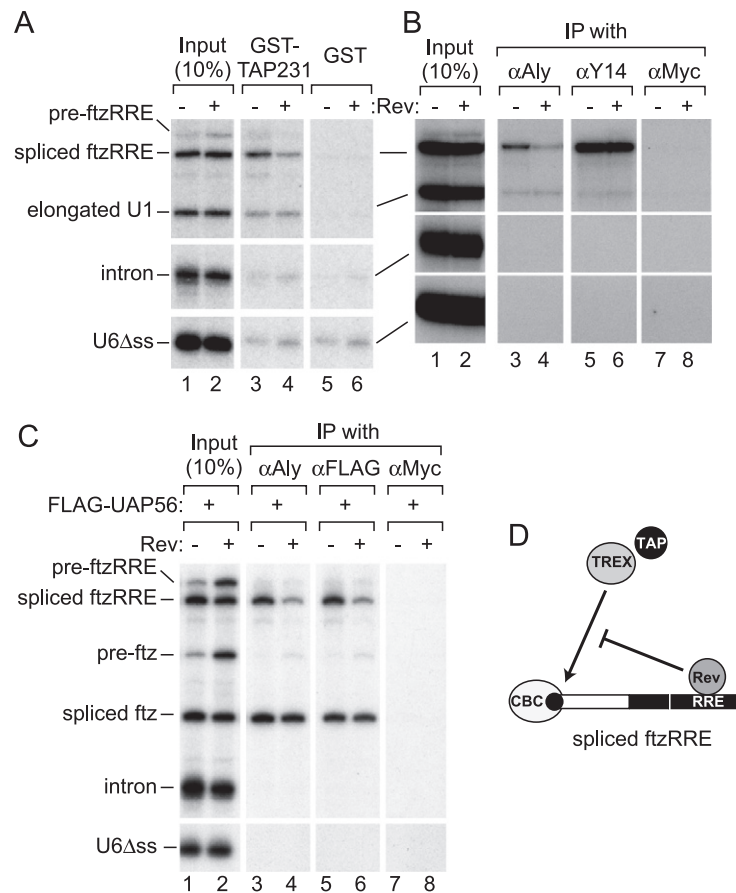 A
Input
(10%)
GST-
TAP231
GST
- + - + - + :Rev:
pre-ftzRRE
spliced ftzRRE
elongated U1
intron
U6Δss
1 2 3 4 5 6
B
IP with
Input
(10%)
αAly αY14 αMyc
- + - + - + - +
1 2 3 4 5 6 7 8
C
IP with
Input
(10%)
αAly αFLAG αMyc
FLAG-UAP56: + + + +
Rev: - + - + - + - +
pre-ftzRRE
spliced ftzRRE
pre-ftz
spliced ftz
intron
U6Δss
1 2 3 4 5 6 7 8
D
TAP
TREX
Rev
CBC
RRE
spliced ftzRRE